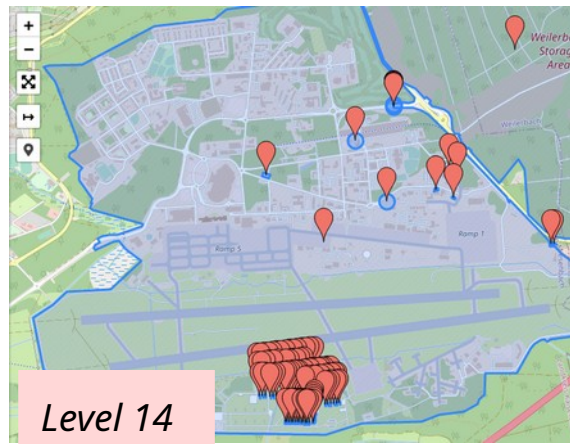 +
−
Weilerba
Storag
Area
Weilerbach
Ramp 1
Ramp 5
Level 14